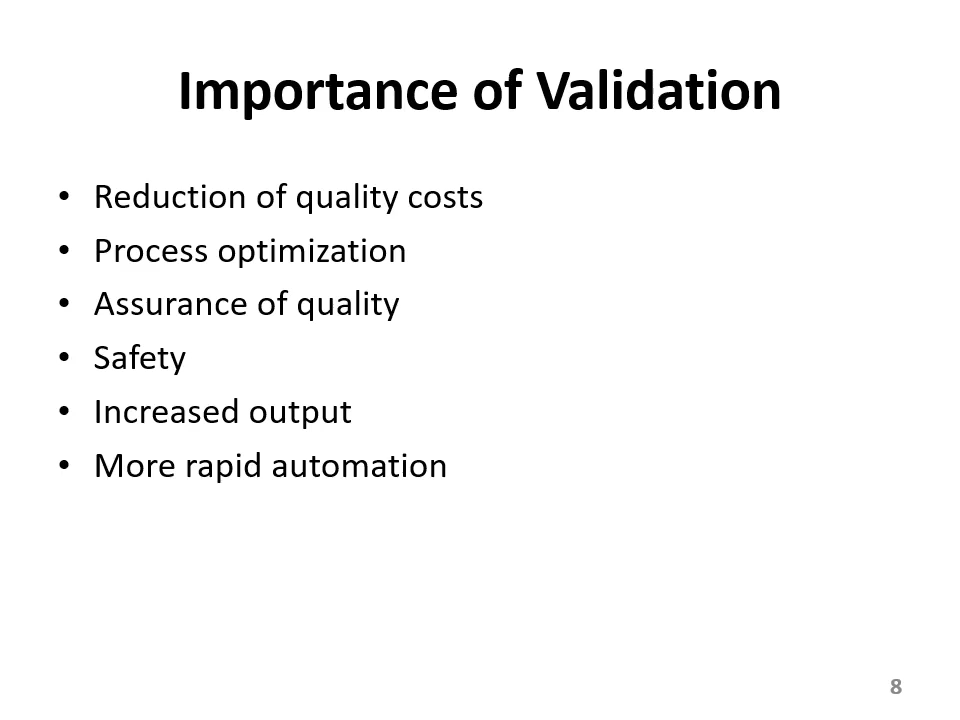 Importance of Validation
• Reduction of quality costs
• Process optimization
• Assurance of quality
• Safety
• Increased output
• More rapid automation
8